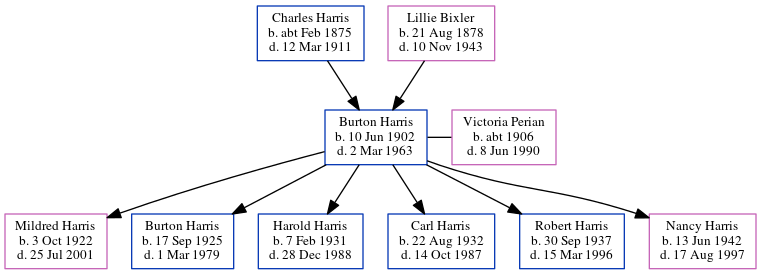 Charles Harris
b. abt Feb 1875
d. 12 Mar 1911
Lillie Bixler
b. 21 Aug 1878
d. 10 Nov 1943
Burton Harris
b. 10 Jun 1902
d. 2 Mar 1963
Victoria Perian
b. abt 1906
d. 8 Jun 1990
Mildred Harris
b. 3 Oct 1922
d. 25 Jul 2001
Burton Harris
b. 17 Sep 1925
d. 1 Mar 1979
Harold Harris
b. 7 Feb 1931
d. 28 Dec 1988
Carl Harris
b. 22 Aug 1932
d. 14 Oct 1987
Robert Harris
b. 30 Sep 1937
d. 15 Mar 1996
Nancy Harris
b. 13 Jun 1942
d. 17 Aug 1997